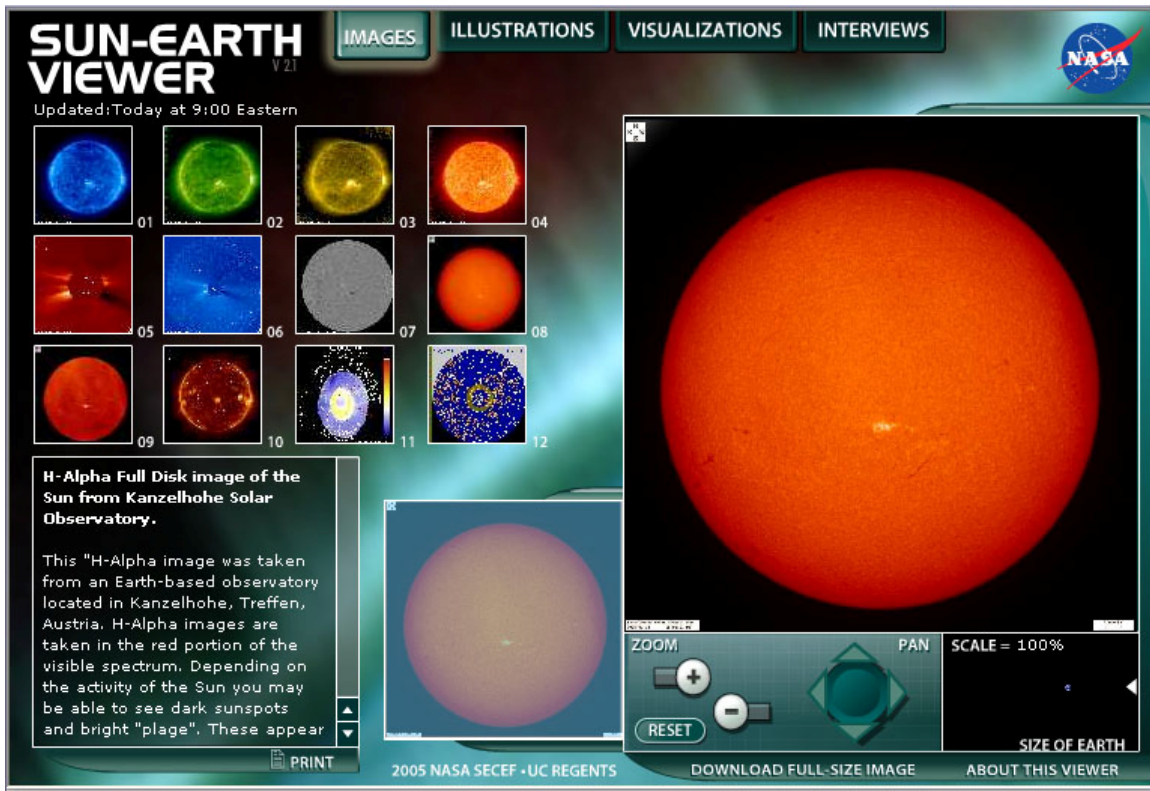 SUN-EARTH
VIEWER
V 2.1
Updated:Today at 9:00 Eastern
IMAGES
ILLUSTRATIONS
VISUALIZATIONS
INTERVIEWS
NASA
01
02
03
04
05
06
07
08
09
10
11
12
H-Alpha Full Disk image of the
Sun from Kanzelhohe Solar
Observatory.
This "H-Alpha image was taken
from an Earth-based observatory
located in Kanzelhohe, Treffen,
Austria. H-Alpha images are
taken in the red portion of the
visible spectrum. Depending on
the activity of the Sun you may
be able to see dark sunspots
and bright "plage". These appear
PRINT
ZOOM
PAN
RESET
SCALE = 100%
SIZE OF EARTH
2005 NASA SECEF • UC REGENTS
DOWNLOAD FULL-SIZE IMAGE
ABOUT THIS VIEWER